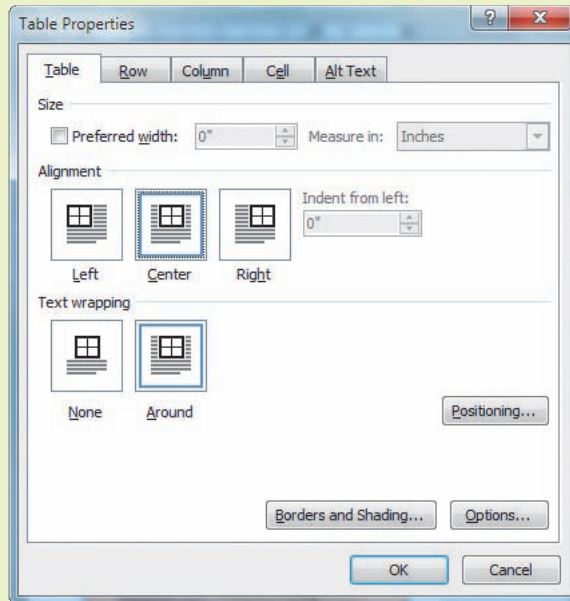 Table Properties
?
Table Row Column Cell Alt Text
Size
Preferred width: 0" Measure in: Inches
Alignment
Indent from left:
0"
Left Center Right
Text wrapping
None Around
Positioning...
Borders and Shading... Options...
OK Cancel